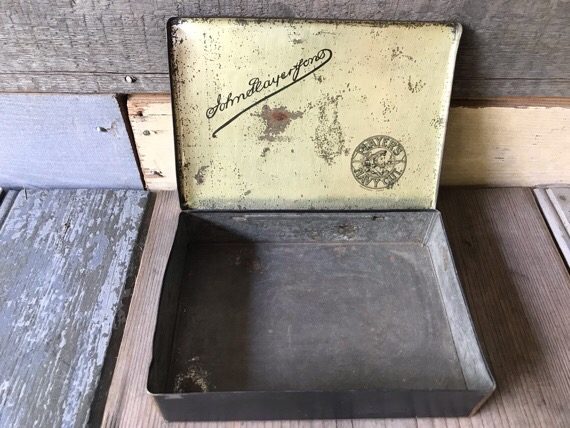 John Player & Sons
PLAYER'S
NAVY CUT